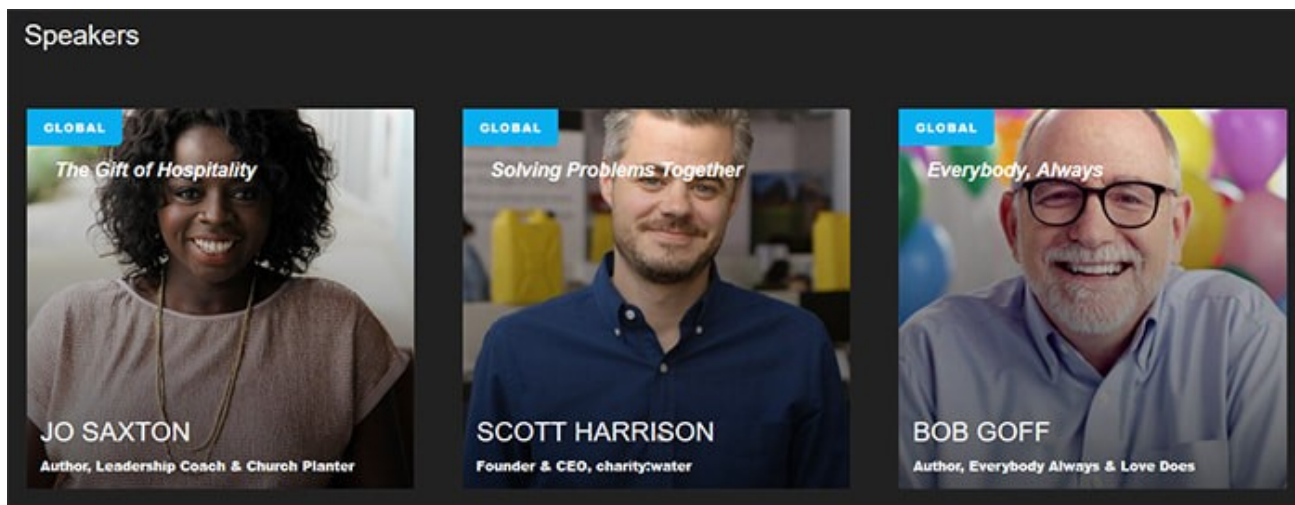 Speakers
GLOBAL
The Gift of Hospitality
JO SAXTON
Author, Leadership Coach & Church Planter
GLOBAL
Solving Problems Together
SCOTT HARRISON
Founder & CEO, charity:water
GLOBAL
Everybody, Always
BOB GOFF
Author, Everybody Always & Love Does